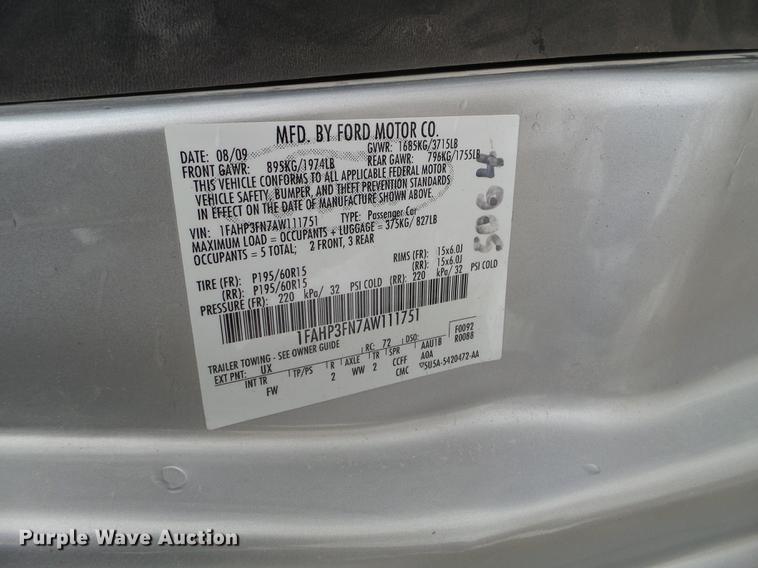 MFD. BY FORD MOTOR CO.
DATE: 08/09 GVWR: 1685KG/3715LB
FRONT GAWR: 895KG/1974LB REAR GAWR: 796KG/1755LB
THIS VEHICLE CONFORMS TO ALL APPLICABLE FEDERAL MOTOR
VEHICLE SAFETY, BUMPER, AND THEFT PREVENTION STANDARDS
IN EFFECT ON THE DATE OF MANUFACTURE SHOWN ABOVE.
VIN: 1FAHP3FN7AW111751 TYPE: Passenger Car
MAXIMUM LOAD = OCCUPANTS + LUGGAGE = 375KG/ 827LB
OCCUPANTS = 5 TOTAL: 2 FRONT, 3 REAR
TIRE (FR): P195/60R15 RIMS (FR): 15x6.0J
(RR): P195/60R15 (RR): 15x6.0J
PRESSURE (FR): 220 kPa/ 32 PSI COLD (RR): 220 kPa/ 32 PSI COLD
1FAHP3FN7AW111751
TRAILER TOWING - SEE OWNER GUIDE
EXT PNT: UX RC: 72 DSO: AAU1B F0092
INT TR TP/PS R AXLE TR SPR AOA R0088
FW 2 WW 2 CCFF
CMC 5U5A-5420472-AA
Purple Wave Auction